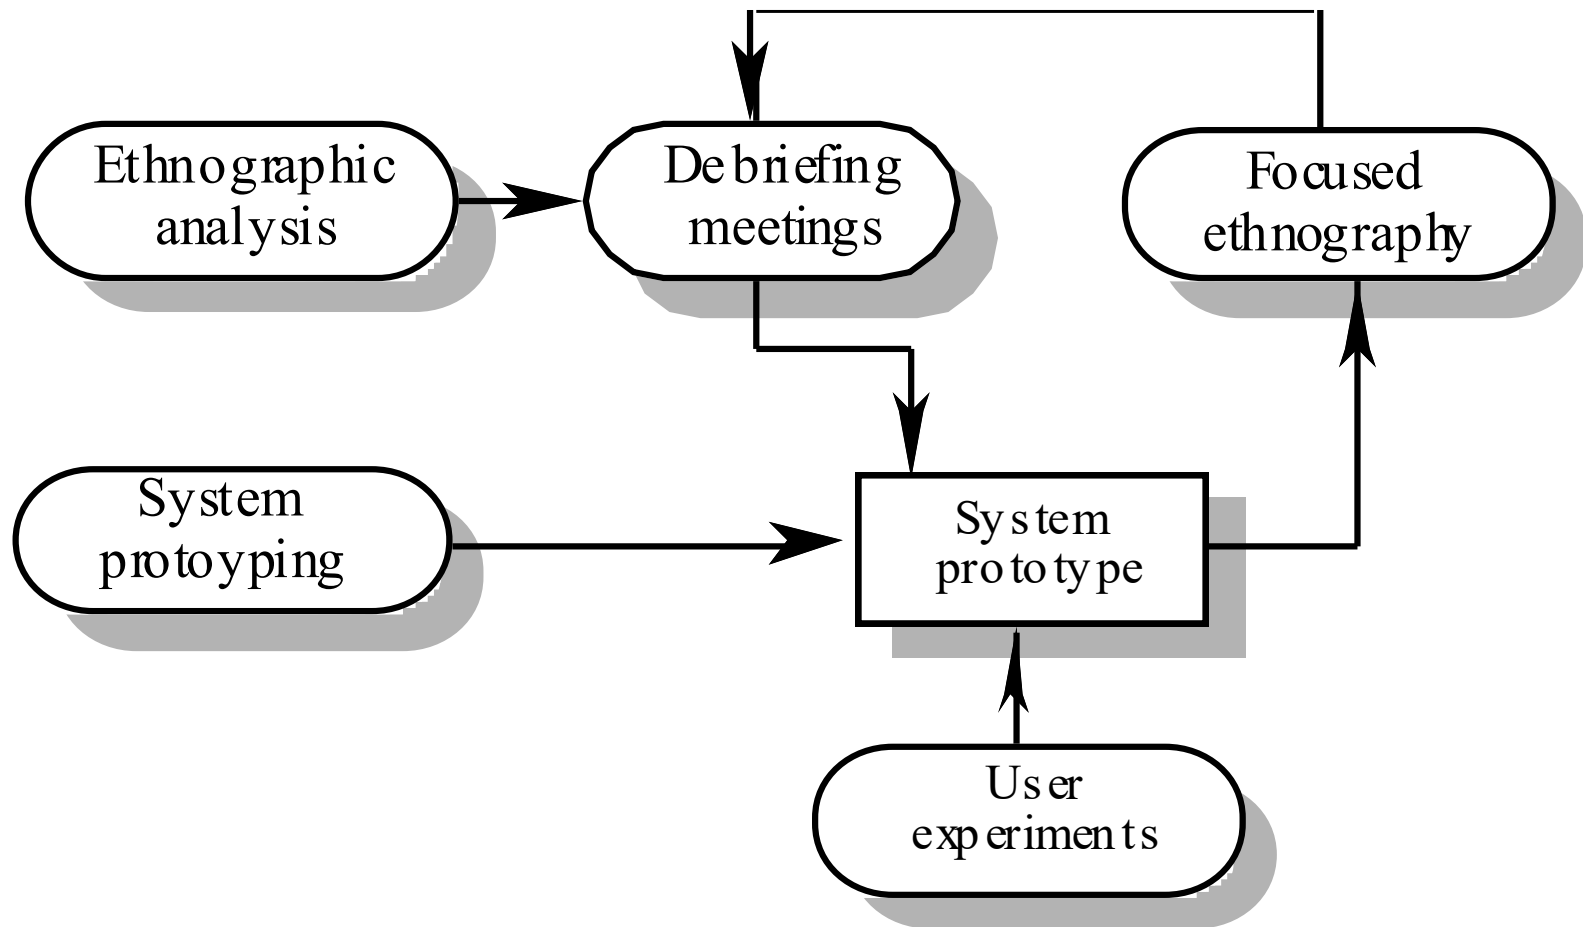 Ethnographic
analysis
Debriefing
meetings
Focused
ethnography
System
protoyping
System
prototype
User
experiments